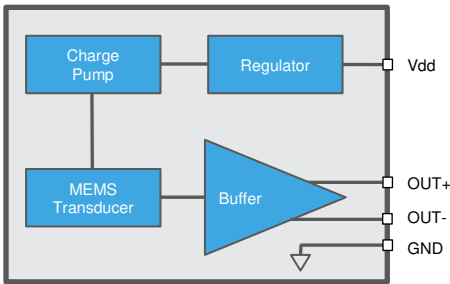 Charge
Pump
Regulator
Vdd
MEMS
Transducer
Buffer
OUT+
OUT-
GND